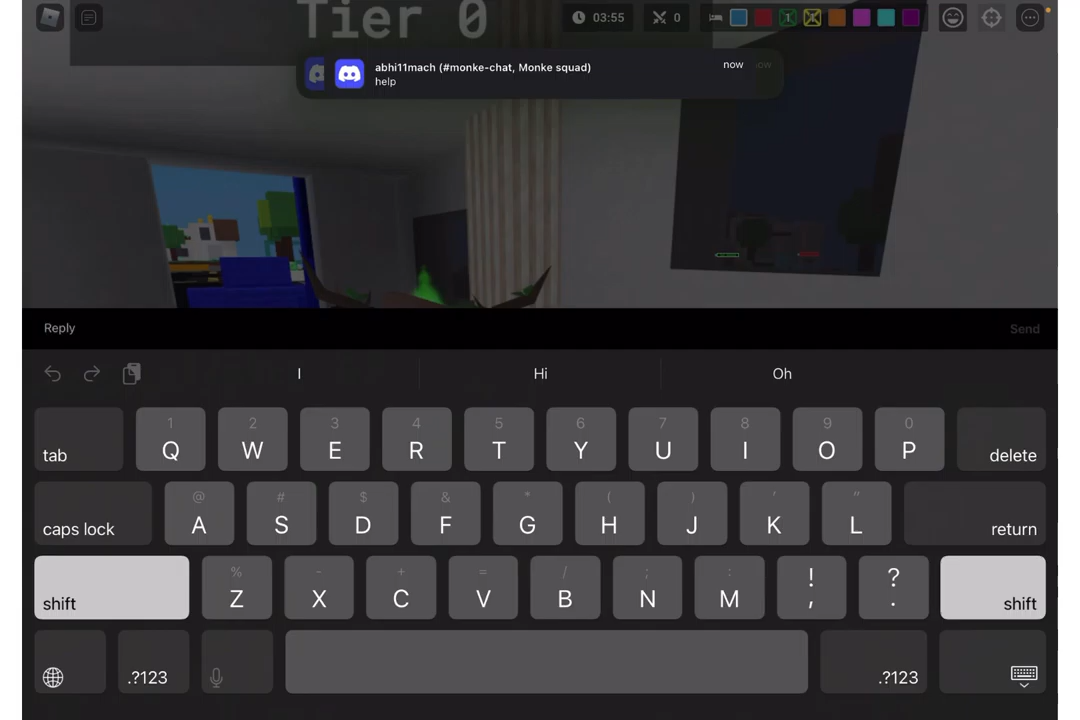 Tier 0
03:55
0
abhi11mach (#monke-chat, Monke squad)
now
help
Reply
Send
I
Hi
Oh
1 2 3 4 5 6 7 8 9 0
tab Q W E R T Y U I O P delete
@ # $ & * ( ) ' "
caps lock A S D F G H J K L return
% - + = / ; : ! ?
shift Z X C V B N M , . shift
.?123
.?123